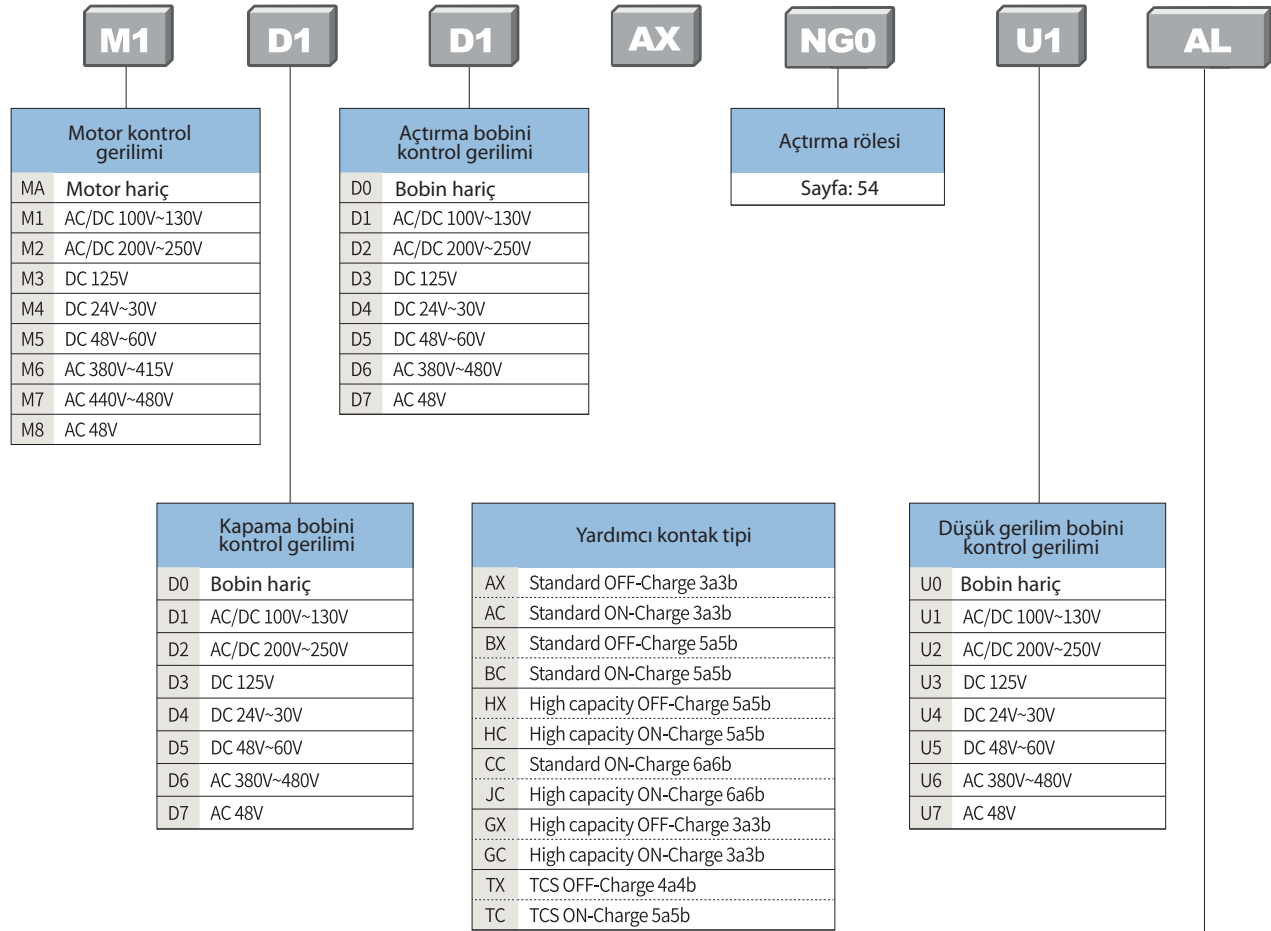 M1 D1 D1 AX NG0 U1 AL
Motor kontrol
gerilimi
MA Motor hariç
M1 AC/DC 100V~130V
M2 AC/DC 200V~250V
M3 DC 125V
M4 DC 24V~30V
M5 DC 48V~60V
M6 AC 380V~415V
M7 AC 440V~480V
M8 AC 48V
Açtırma bobini
kontrol gerilimi
D0 Bobin hariç
D1 AC/DC 100V~130V
D2 AC/DC 200V~250V
D3 DC 125V
D4 DC 24V~30V
D5 DC 48V~60V
D6 AC 380V~480V
D7 AC 48V
Açtırma rölesi
Sayfa: 54
Kapama bobini
kontrol gerilimi
D0 Bobin hariç
D1 AC/DC 100V~130V
D2 AC/DC 200V~250V
D3 DC 125V
D4 DC 24V~30V
D5 DC 48V~60V
D6 AC 380V~480V
D7 AC 48V
Yardımcı kontak tipi
AX Standard OFF-Charge 3a3b
AC Standard ON-Charge 3a3b
BX Standard OFF-Charge 5a5b
BC Standard ON-Charge 5a5b
HX High capacity OFF-Charge 5a5b
HC High capacity ON-Charge 5a5b
CC Standard ON-Charge 6a6b
JC High capacity ON-Charge 6a6b
GX High capacity OFF-Charge 3a3b
GC High capacity ON-Charge 3a3b
TX TCS OFF-Charge 4a4b
TC TCS ON-Charge 5a5b
Düşük gerilim bobini
kontrol gerilimi
U0 Bobin hariç
U1 AC/DC 100V~130V
U2 AC/DC 200V~250V
U3 DC 125V
U4 DC 24V~30V
U5 DC 48V~60V
U6 AC 380V~480V
U7 AC 48V